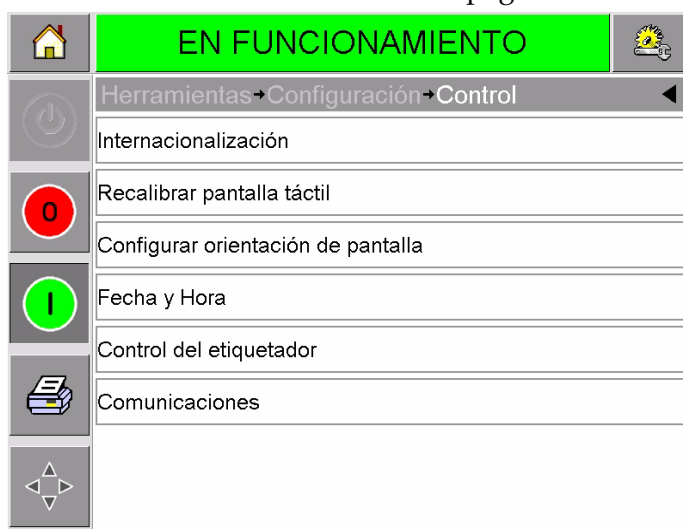 EN FUNCIONAMIENTO
Herramientas→Configuración→Control
Internacionalización
Recalibrar pantalla táctil
0
Configurar orientación de pantalla
I
Fecha y Hora
Control del etiquetador
Comunicaciones